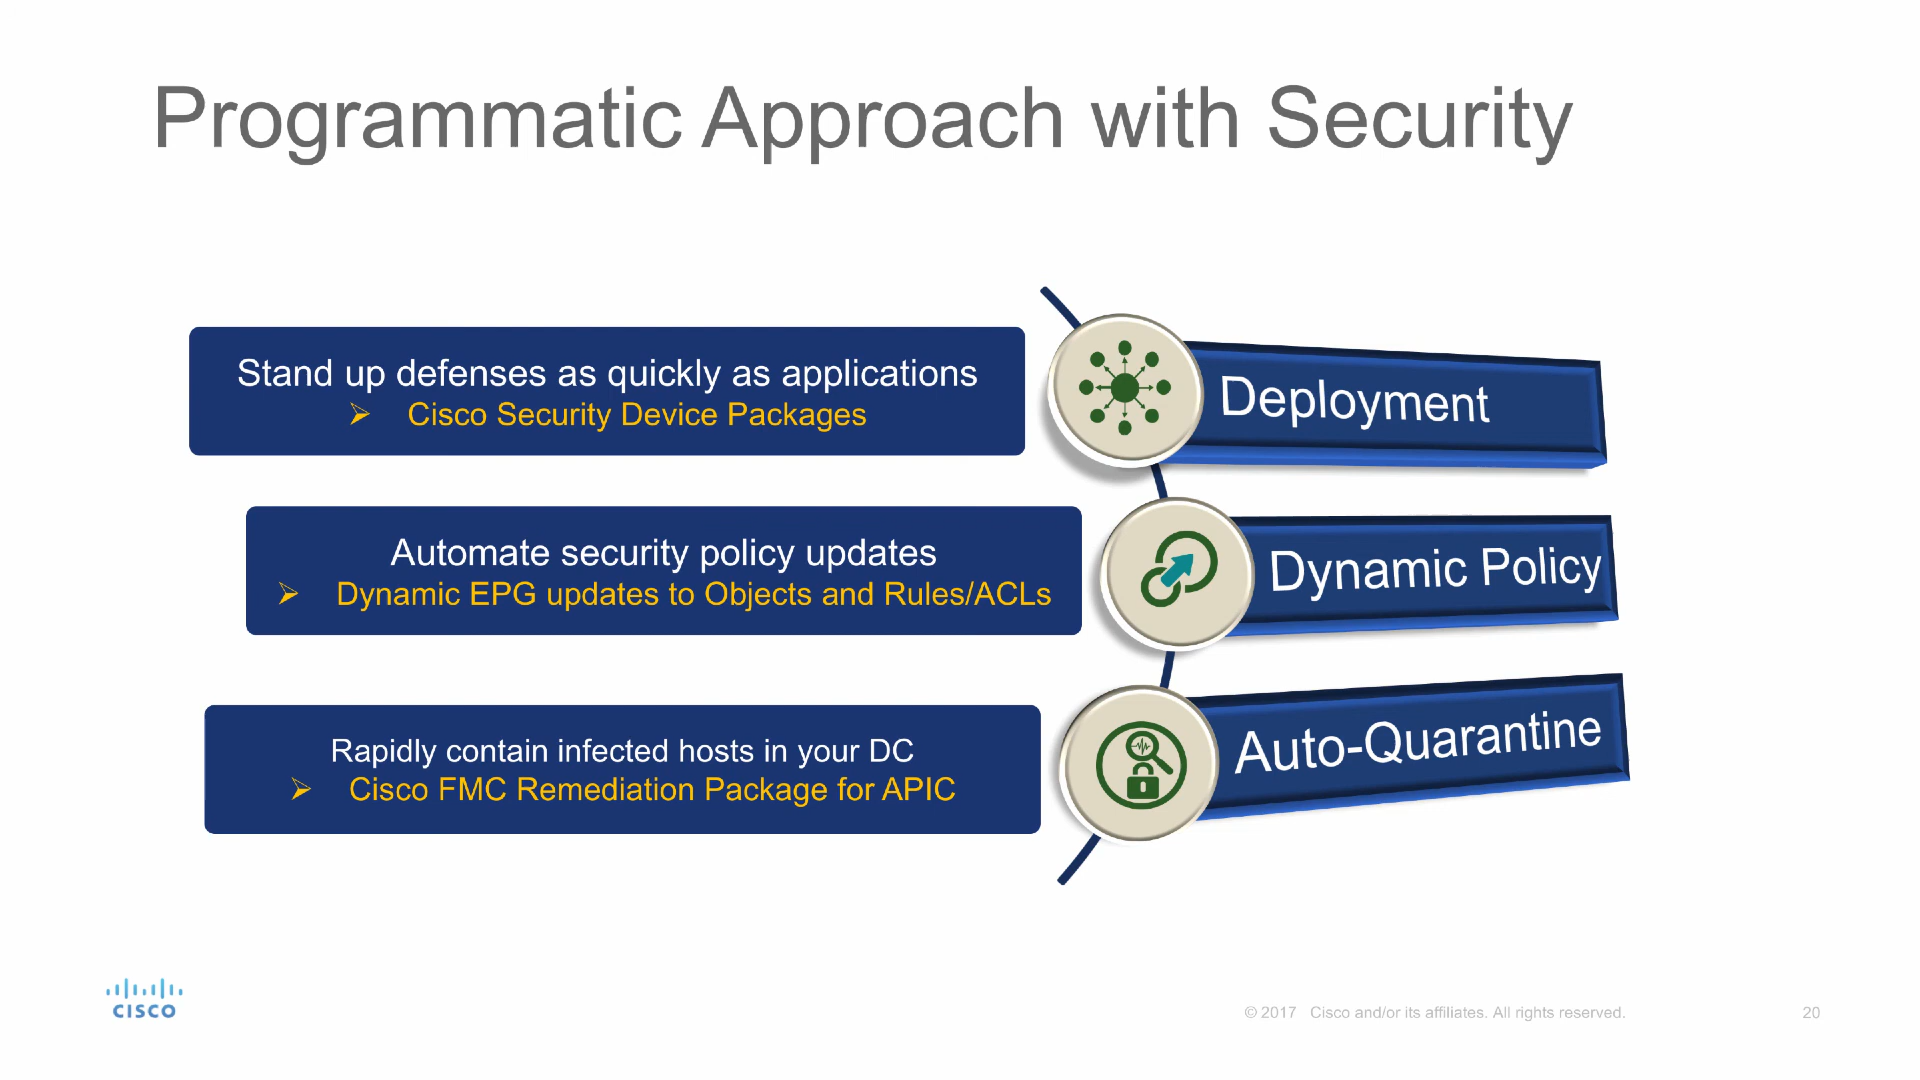 Programmatic Approach with Security
Stand up defenses as quickly as applications
➢ Cisco Security Device Packages
Deployment
Automate security policy updates
➢ Dynamic EPG updates to Objects and Rules/ACLs
Dynamic Policy
Rapidly contain infected hosts in your DC
➢ Cisco FMC Remediation Package for APIC
Auto-Quarantine
CISCO
© 2017 Cisco and/or its affiliates. All rights reserved.
20